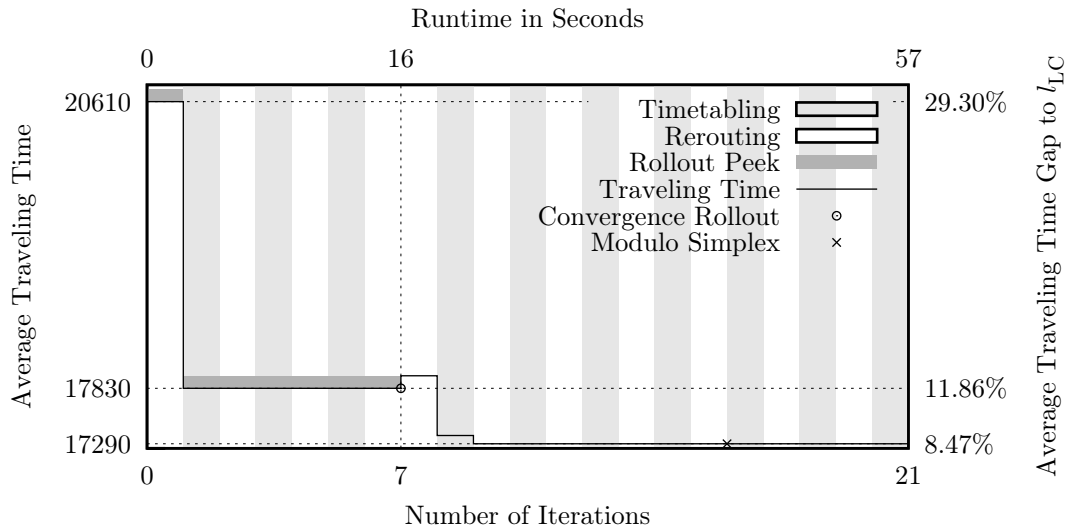 Runtime in Seconds
0 16 57
20610
17830
17290
Average Traveling Time
Timetabling
Rerouting
Rollout Peek
Traveling Time
Convergence Rollout
Modulo Simplex
29.30%
11.86%
8.47%
Average Traveling Time Gap to lLC
0 7 21
Number of Iterations